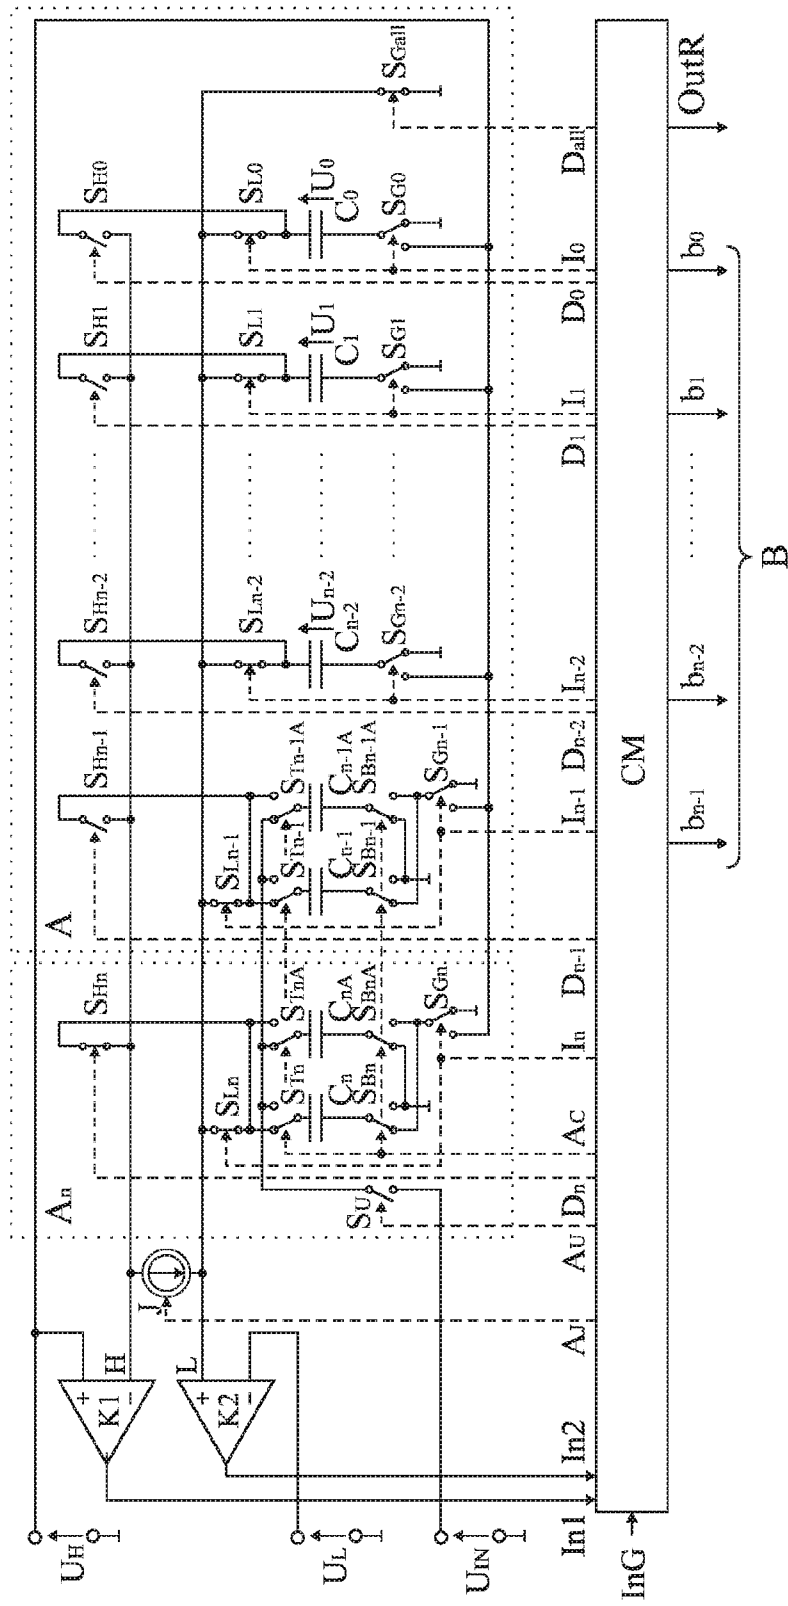 UH
UL
UIN
In1
In2
InG
K1
+
−
H
K2
+
−
L
J
AJ
AU
An
SHn
SLn
STn
STnA
Cn
CnA
SBn
SBnA
SGn
SU
Dn
AC
In
A
SHn-1
SLn-1
STn-1
STn-1A
Cn-1
Cn-1A
SBn-1
SBn-1A
SGn-1
Dn-1
In-1
SHn-2
SLn-2
Un-2
Cn-2
SGn-2
Dn-2
In-2
SH1
SL1
U1
C1
SG1
D1
I1
SH0
SL0
U0
C0
SG0
D0
I0
SGall
Dall
CM
bn-1
bn-2
b1
b0
B
OutR